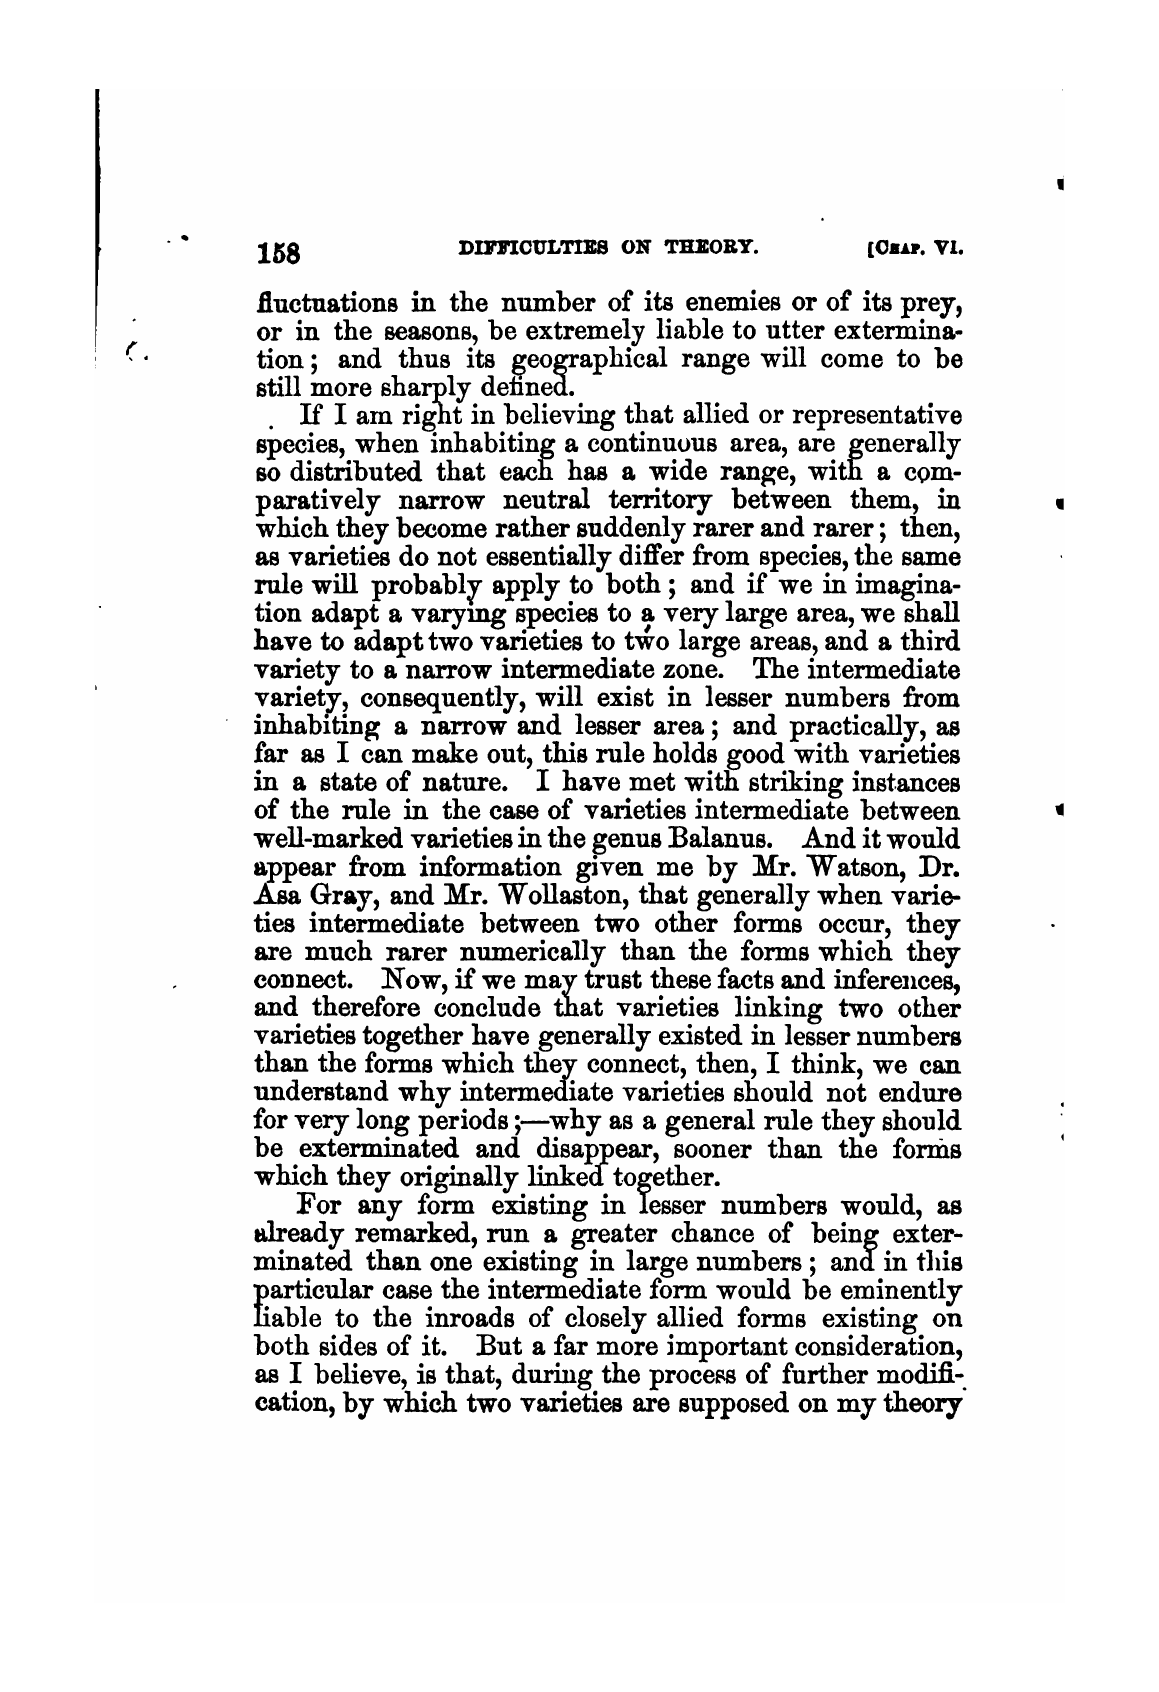 158 DIFFICULTIES ON THEORY. [CHAP. VI.
fluctuations in the number of its enemies or of its prey,
or in the seasons, be extremely liable to utter extermina-
tion; and thus its geographical range will come to be
still more sharply defined.
If I am right in believing that allied or representative
species, when inhabiting a continuous area, are generally
so distributed that each has a wide range, with a com-
paratively narrow neutral territory between them, in
which they become rather suddenly rarer and rarer; then,
as varieties do not essentially differ from species, the same
rule will probably apply to both; and if we in imagina-
tion adapt a varying species to a very large area, we shall
have to adapt two varieties to two large areas, and a third
variety to a narrow intermediate zone. The intermediate
variety, consequently, will exist in lesser numbers from
inhabiting a narrow and lesser area; and practically, as
far as I can make out, this rule holds good with varieties
in a state of nature. I have met with striking instances
of the rule in the case of varieties intermediate between
well-marked varieties in the genus Balanus. And it would
appear from information given me by Mr. Watson, Dr.
Asa Gray, and Mr. Wollaston, that generally when varie-
ties intermediate between two other forms occur, they
are much rarer numerically than the forms which they
connect. Now, if we may trust these facts and inferences,
and therefore conclude that varieties linking two other
varieties together have generally existed in lesser numbers
than the forms which they connect, then, I think, we can
understand why intermediate varieties should not endure
for very long periods;—why as a general rule they should
be exterminated and disappear, sooner than the forms
which they originally linked together.
For any form existing in lesser numbers would, as
already remarked, run a greater chance of being exter-
minated than one existing in large numbers; and in this
particular case the intermediate form would be eminently
liable to the inroads of closely allied forms existing on
both sides of it. But a far more important consideration,
as I believe, is that, during the process of further modifi-
cation, by which two varieties are supposed on my theory